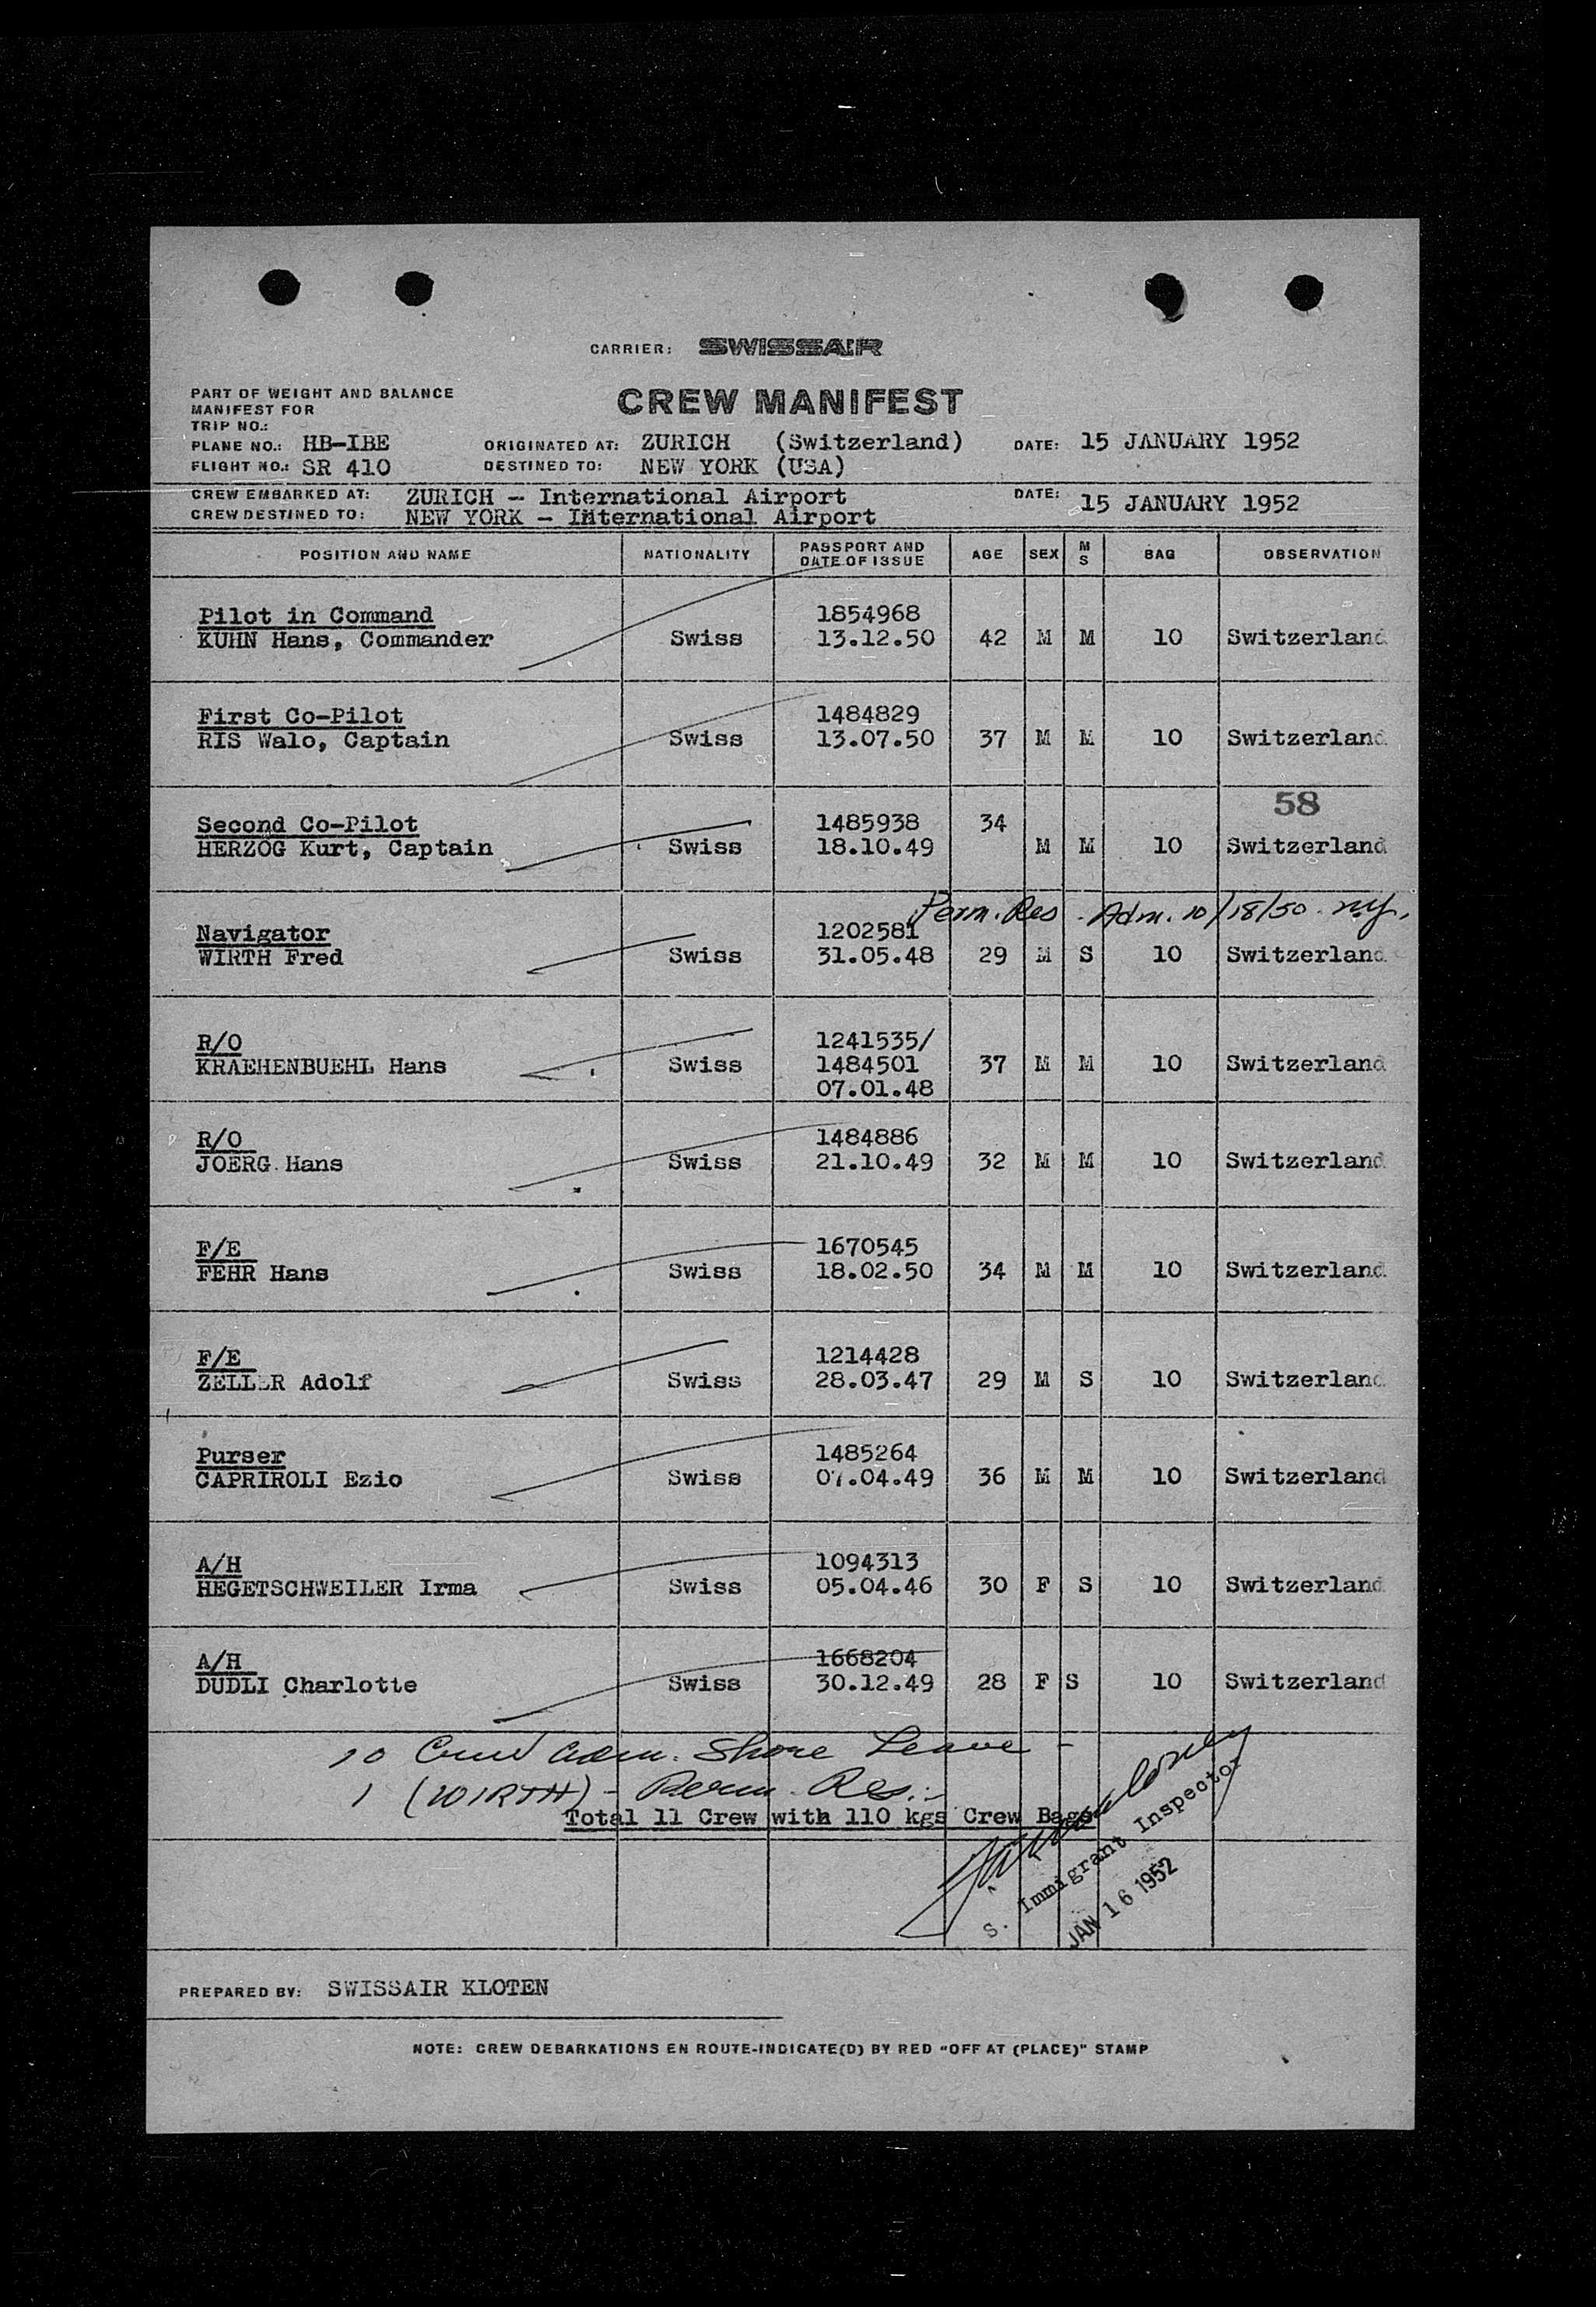 CARRIER: SWISSAIR
PART OF WEIGHT AND BALANCE
MANIFEST FOR
TRIP NO.:
CREW MANIFEST
PLANE NO.: HB-IBE ORIGINATED AT: ZURICH (Switzerland) DATE: 15 JANUARY 1952
FLIGHT NO.: SR 410 DESTINED TO: NEW YORK (USA)
CREW EMBARKED AT: ZURICH - International Airport DATE: 15 JANUARY 1952
CREW DESTINED TO: NEW YORK - International Airport
POSITION AND NAME NATIONALITY PASSPORT AND DATE OF ISSUE AGE SEX M S BAG OBSERVATION
Pilot in Command 1854968
KUHN Hans, Commander Swiss 13.12.50 42 M M 10 Switzerland
First Co-Pilot 1484829
RIS Walo, Captain Swiss 13.07.50 37 M M 10 Switzerland
58
Second Co-Pilot 1485938 34
HERZOG Kurt, Captain Swiss 18.10.49 M M 10 Switzerland
Perm. Res. Adm. 10/18/50 - NY.
Navigator 1202581
WIRTH Fred Swiss 31.05.48 29 M S 10 Switzerland
R/O 1241535/
KRAEHENBUEHL Hans Swiss 1484501 37 M M 10 Switzerland
07.01.48
R/O 1484886
JOERG Hans Swiss 21.10.49 32 M M 10 Switzerland
F/E 1670545
FEHR Hans Swiss 18.02.50 34 M M 10 Switzerland
F/E 1214428
ZELLER Adolf Swiss 28.03.47 29 M S 10 Switzerland
Purser 1485264
CAPRIROLI Ezio Swiss 07.04.49 36 M M 10 Switzerland
A/H 1094313
HEGETSCHWEILER Irma Swiss 05.04.46 30 F S 10 Switzerland
A/H 1668204
DUDLI Charlotte Swiss 30.12.49 28 F S 10 Switzerland
10 Crew adm. Shore Leave -
1 (WIRTH) - Perm. Res. -
Total 11 Crew with 110 kgs Crew Bags
S. Immigrant Inspector
JAN 16 1952
PREPARED BY: SWISSAIR KLOTEN
NOTE: CREW DEBARKATIONS EN ROUTE-INDICATE(D) BY RED "OFF AT (PLACE)" STAMP